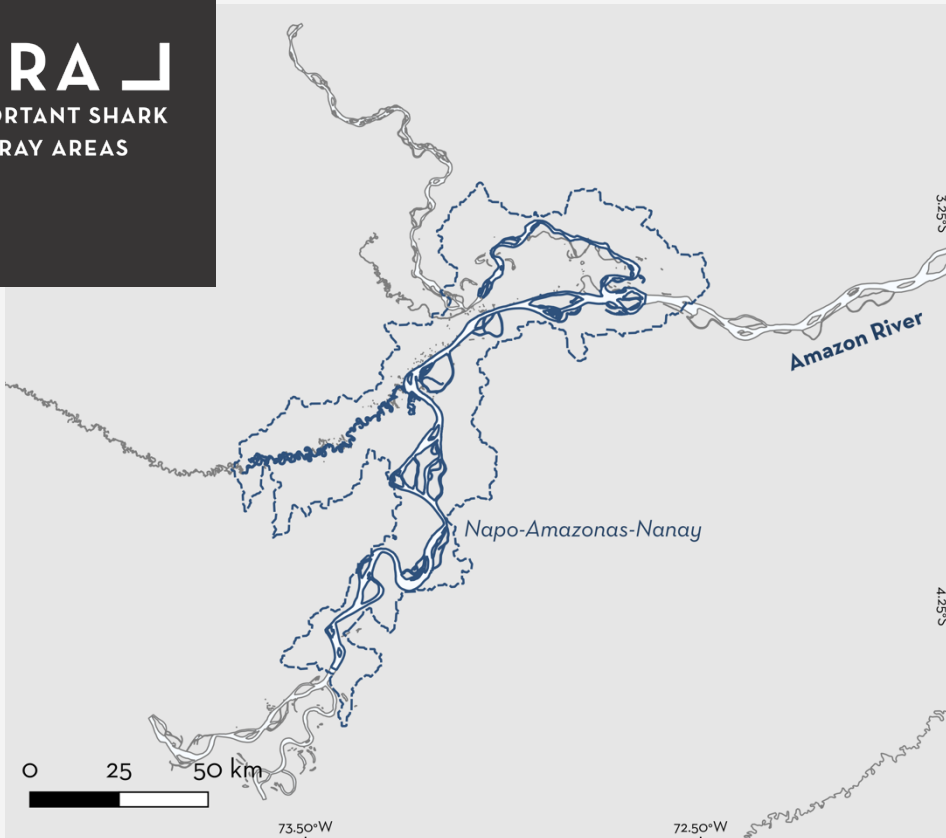 RA
ORTANT SHARK
RAY AREAS
3.25°S
Amazon River
Napo-Amazonas-Nanay
4.25°S
0 25 50 km
73.50°W 72.50°W